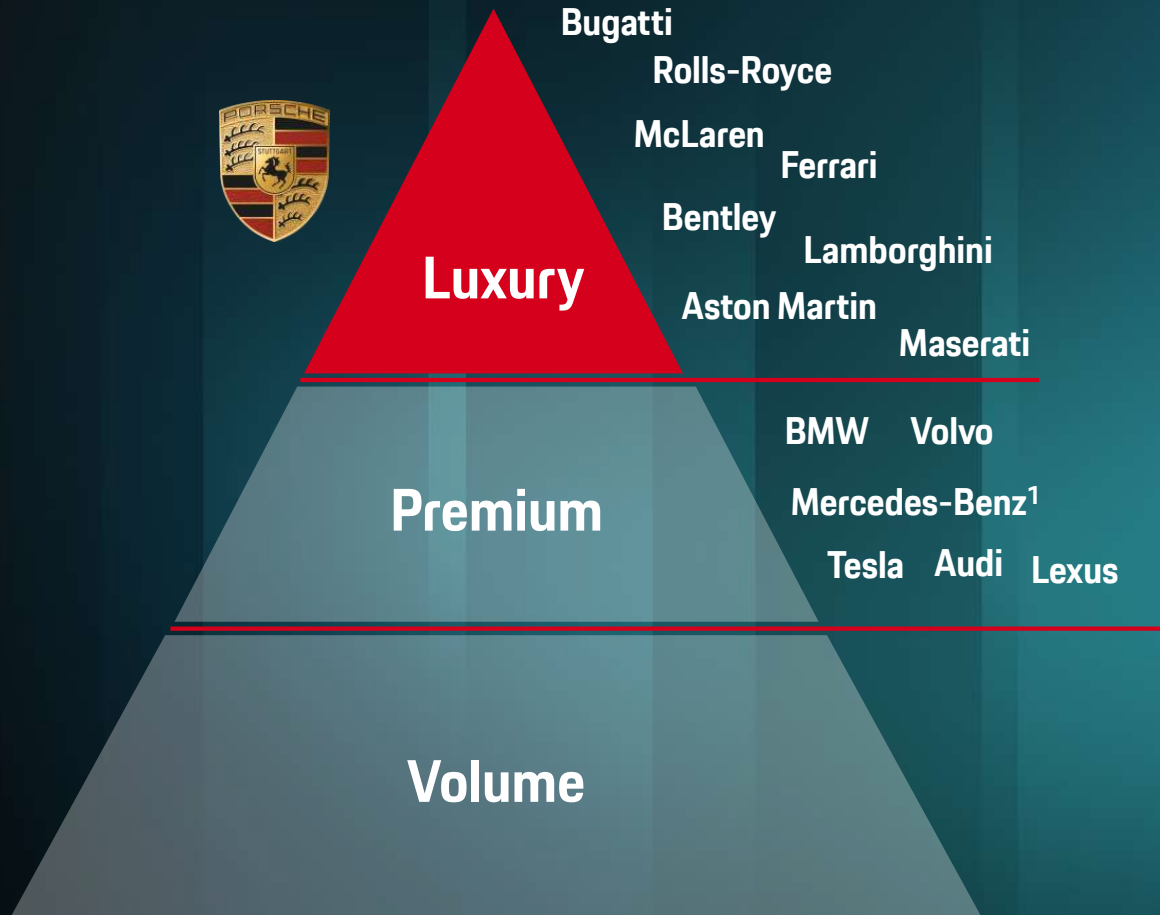 Bugatti
Rolls-Royce
PORSCHE
STUTTGART
McLaren
Ferrari
Bentley
Lamborghini
Luxury
Aston Martin
Maserati
BMW
Volvo
Premium
Mercedes-Benz¹
Tesla
Audi
Lexus
Volume